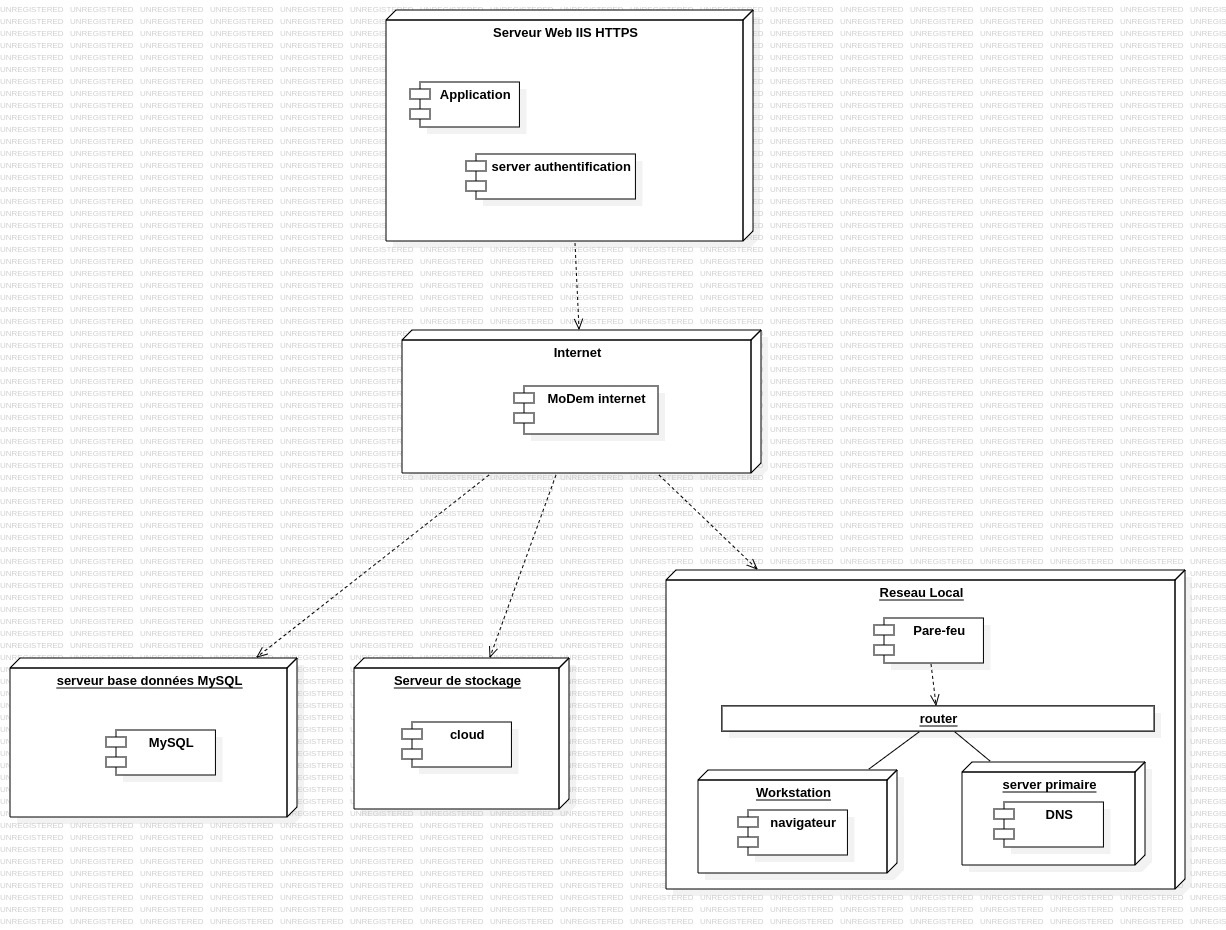 Serveur Web IIS HTTPS
Application
server authentification
Internet
MoDem internet
Reseau Local
Pare-feu
router
serveur base données MySQL
MySQL
Serveur de stockage
cloud
Workstation
navigateur
server primaire
DNS